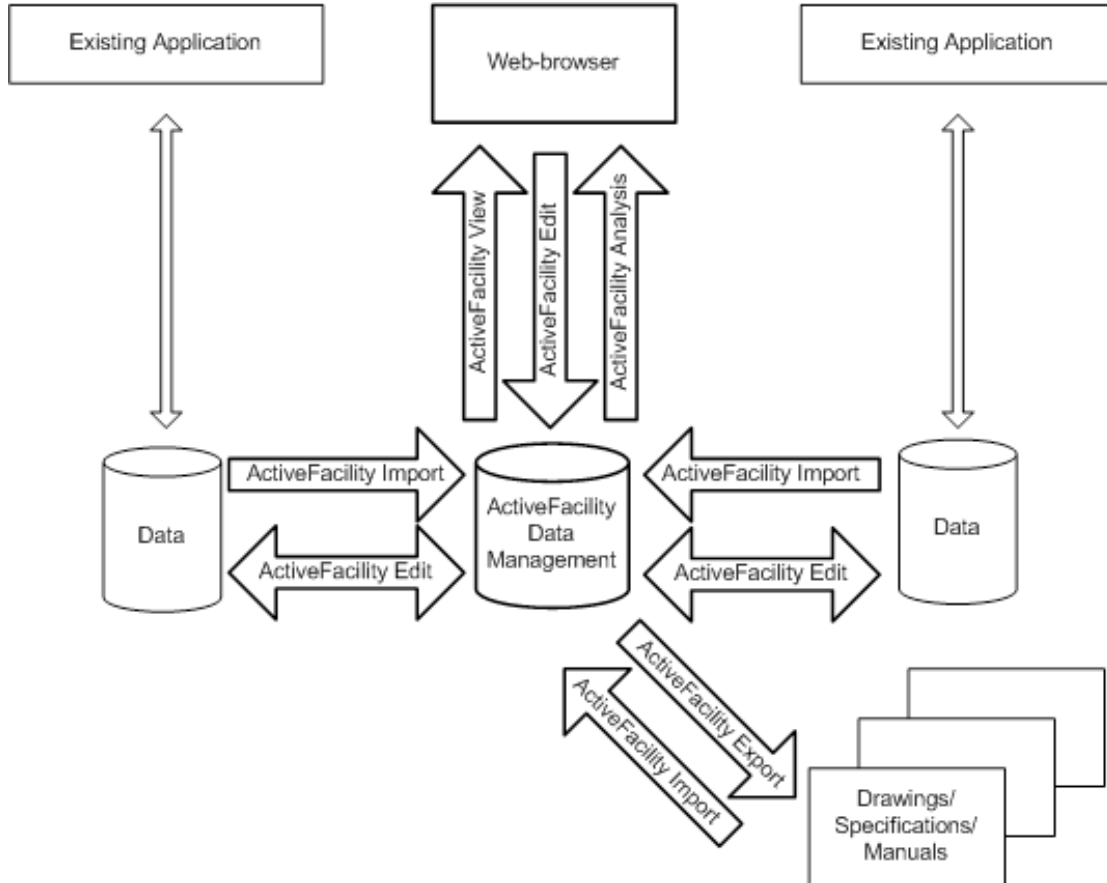 Existing Application
Web-browser
Existing Application
ActiveFacility View
ActiveFacility Edit
ActiveFacility Analysis
ActiveFacility Import
ActiveFacility Import
Data
ActiveFacility
Data
Management
Data
ActiveFacility Edit
ActiveFacility Edit
ActiveFacility Export
ActiveFacility Import
Drawings/
Specifications/
Manuals